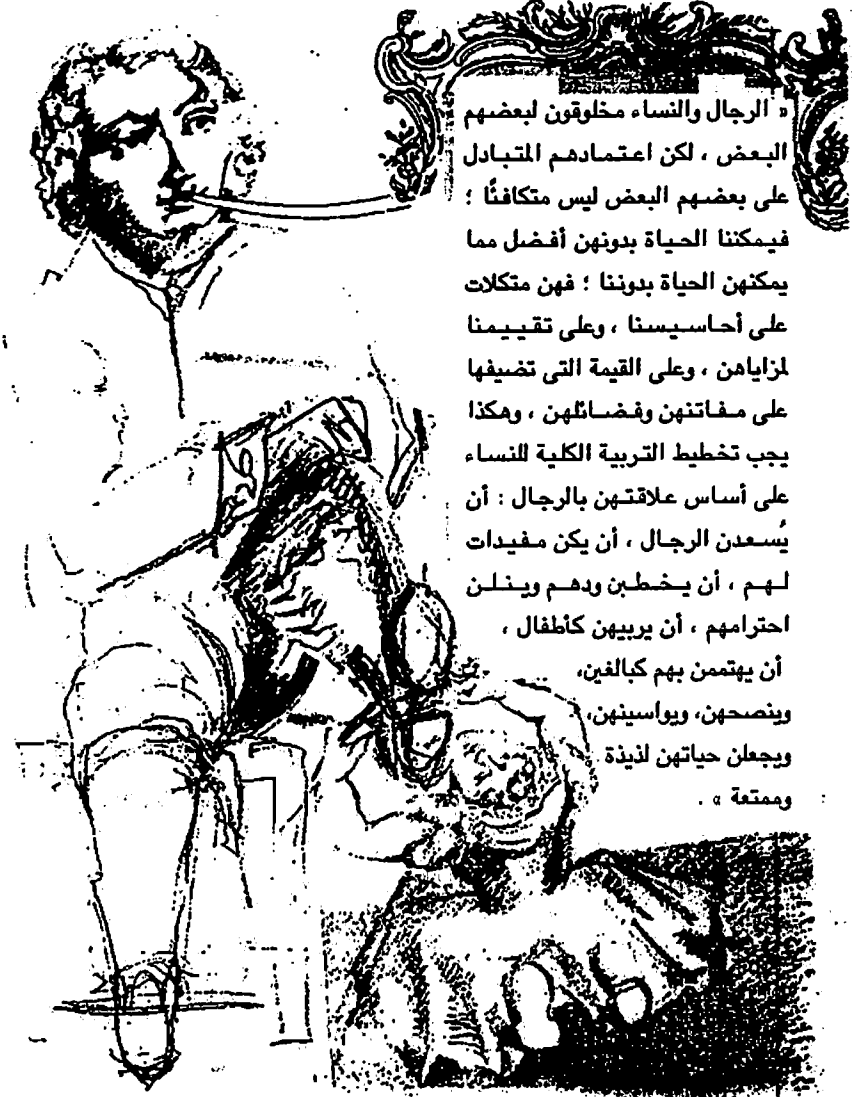 « الرجال والنساء مخلوقون لبعضهم
البعض ، لكن اعتمادهم المتبادل
على بعضهم البعض ليس متكافئًا ؛
فيمكننا الحياة بدونهن أفضل مما
يمكنهن الحياة بدوننا ؛ فهن متكلات
على أحاسيسنا ، وعلى تقييمنا
لمزاياهن ، وعلى القيمة التى تضيفها
على مفاتنهن وفضائلهن ، وهكذا
يجب تخطيط التربية الكلية للنساء
على أساس علاقتهن بالرجال : أن
يُسعدن الرجال ، أن يكن مفيدات
لهم ، أن يخطبن ودهم وينلن
احترامهم ، أن يربيهن كأطفال ،
أن يهتممن بهم كبالغين،
وينصحهن، ويواسينهن،
ويجعلن حياتهن لذيذة
وممتعة » .